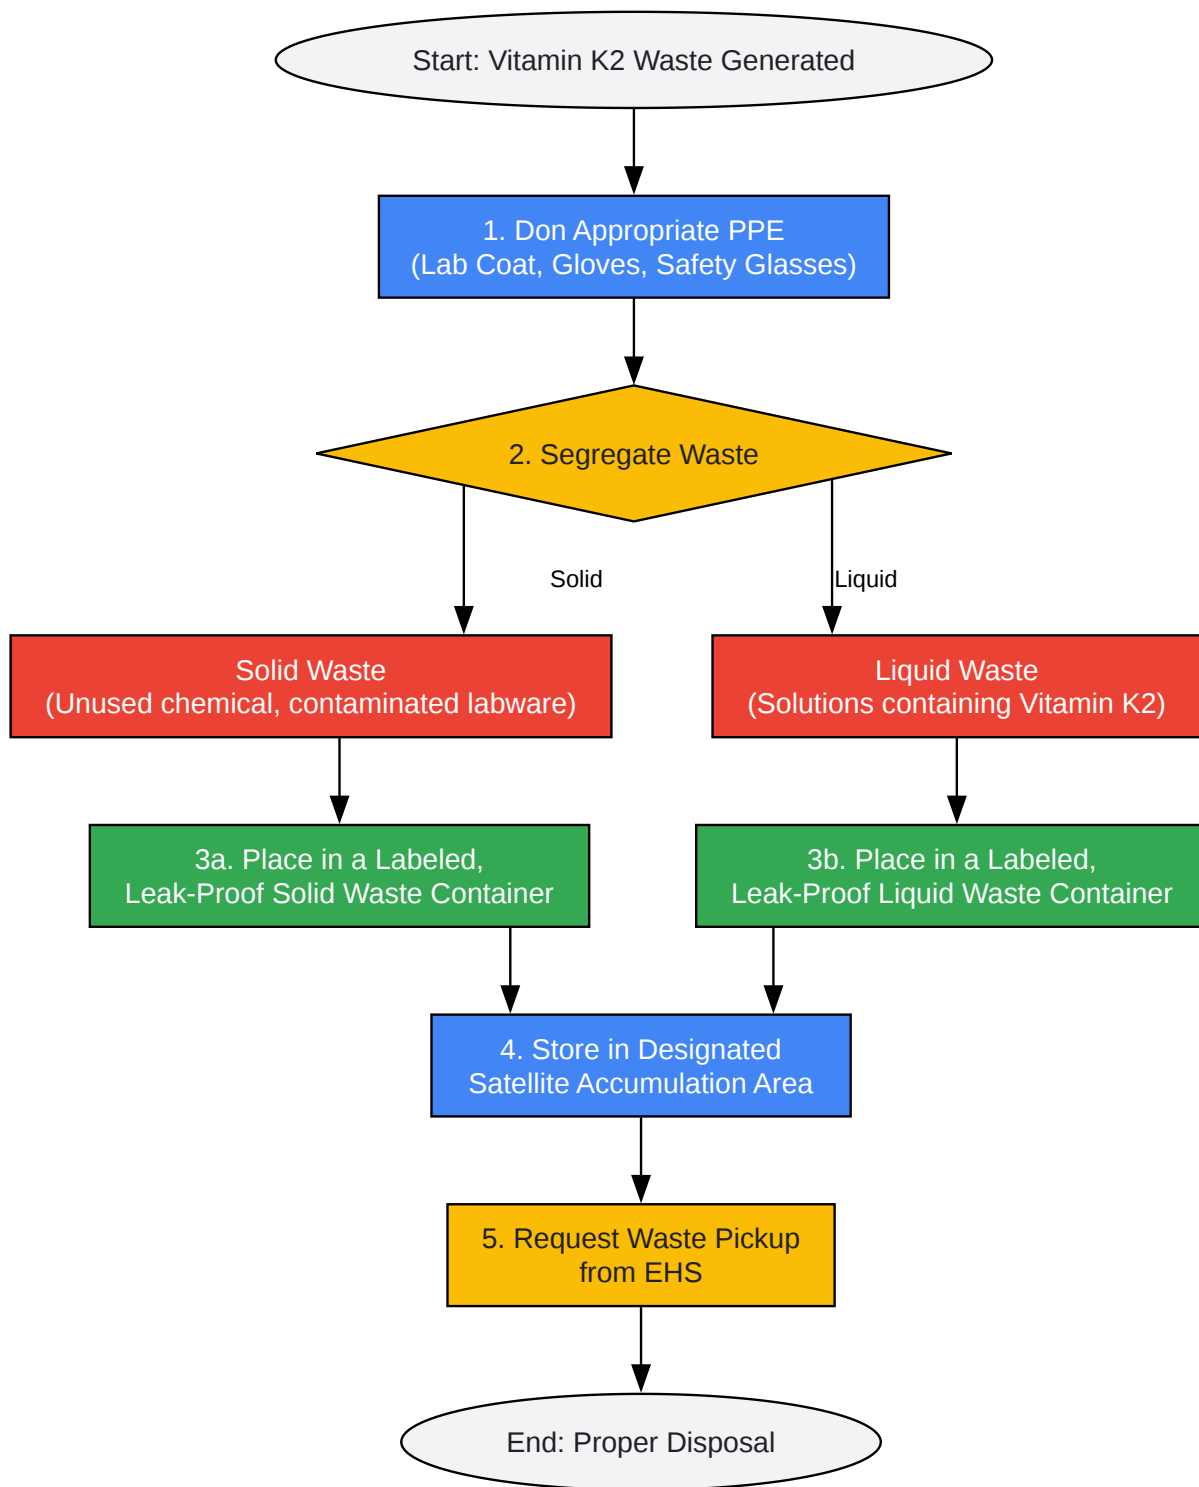 Start: Vitamin K2 Waste Generated
1. Don Appropriate PPE
(Lab Coat, Gloves, Safety Glasses)
2. Segregate Waste
Solid
Liquid
Solid Waste
(Unused chemical, contaminated labware)
Liquid Waste
(Solutions containing Vitamin K2)
3a. Place in a Labeled,
Leak-Proof Solid Waste Container
3b. Place in a Labeled,
Leak-Proof Liquid Waste Container
4. Store in Designated
Satellite Accumulation Area
5. Request Waste Pickup
from EHS
End: Proper Disposal